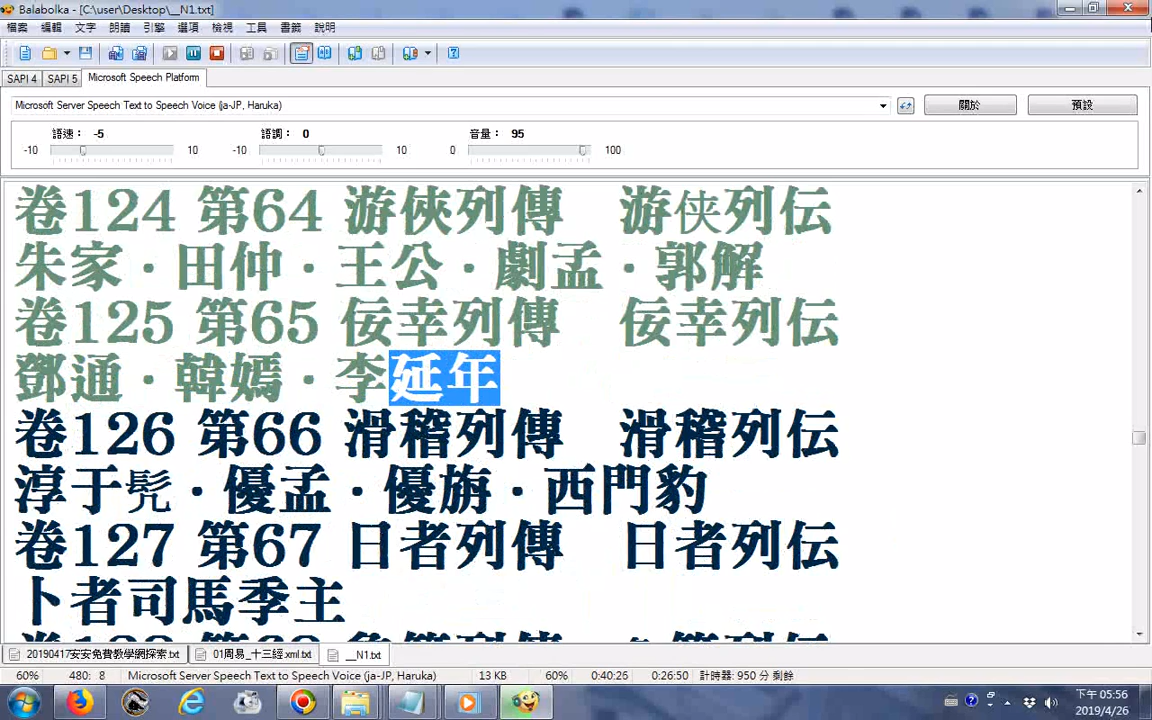 Balabolka - [C:\user\Desktop\__N1.txt]
檔案 編輯 文字 朗讀 引擎 選項 檢視 工具 書籤 說明
SAPI 4 SAPI 5 Microsoft Speech Platform
Microsoft Server Speech Text to Speech Voice (ja-JP, Haruka) 關於 預設
語速： -5 語調： 0 音量： 95
-10 10 -10 10 0 100
卷124 第64 游俠列傳　游侠列伝
朱家・田仲・王公・劇孟・郭解
卷125 第65 佞幸列傳　佞幸列伝
鄧通・韓嫣・李延年
卷126 第66 滑稽列傳　滑稽列伝
淳于髠・優孟・優旃・西門豹
卷127 第67 日者列傳　日者列伝
卜者司馬季主
20190417安安免費教學網探索.txt 01周易_十三經.xml.txt __N1.txt
60% 480: 8 Microsoft Server Speech Text to Speech Voice (ja-JP, Haruka) 13 KB 60% 0:40:25 0:26:50 計時器: 950 分 剩餘
下午 05:56
2019/4/26